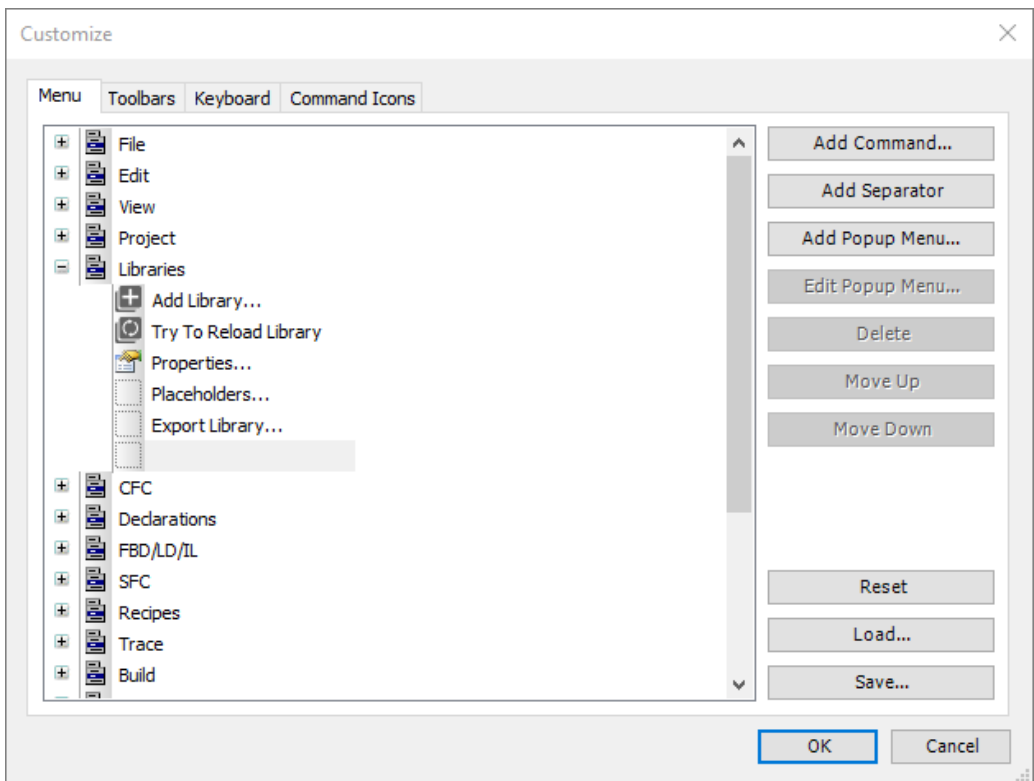 Customize
Menu Toolbars Keyboard Command Icons
File
Edit
View
Project
Libraries
Add Library...
Try To Reload Library
Properties...
Placeholders...
Export Library...
CFC
Declarations
FBD/LD/IL
SFC
Recipes
Trace
Build
Add Command...
Add Separator
Add Popup Menu...
Edit Popup Menu...
Delete
Move Up
Move Down
Reset
Load...
Save...
OK Cancel